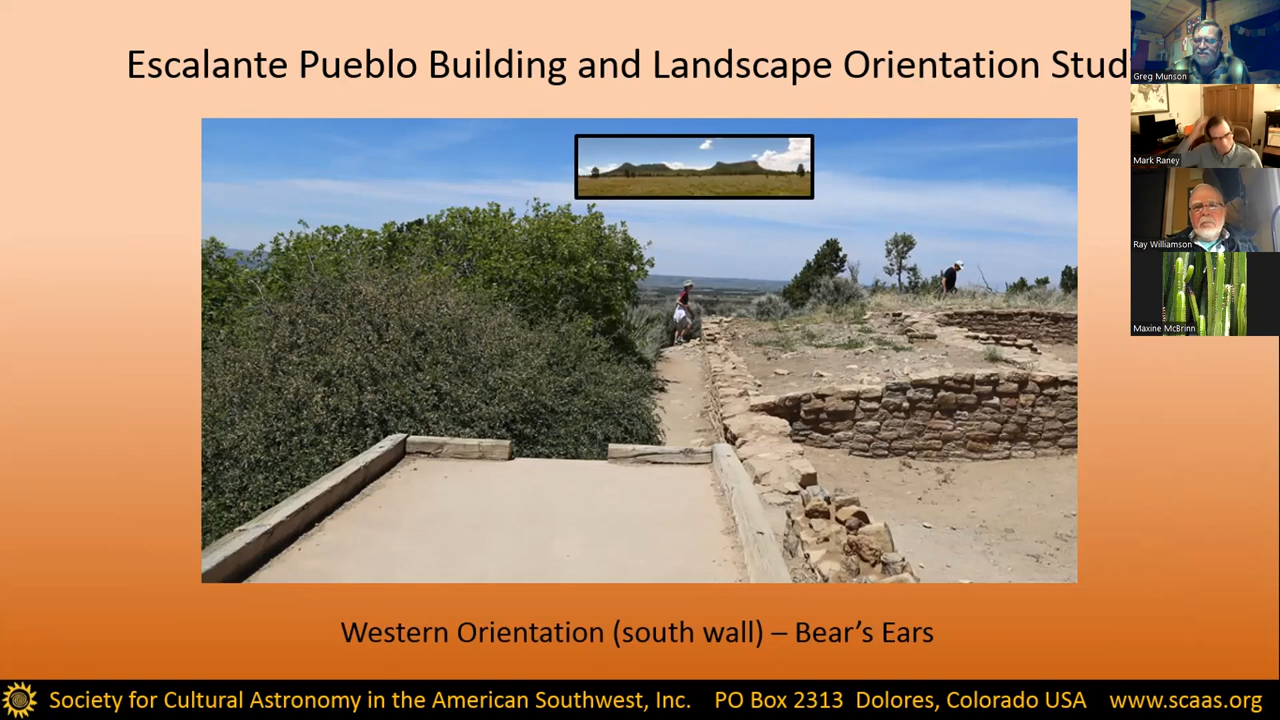 Escalante Pueblo Building and Landscape Orientation Stud
Greg Munson
Mark Raney
Ray Williamson
Maxine McBrinn
Western Orientation (south wall) – Bear’s Ears
Society for Cultural Astronomy in the American Southwest, Inc. PO Box 2313 Dolores, Colorado USA www.scaas.org